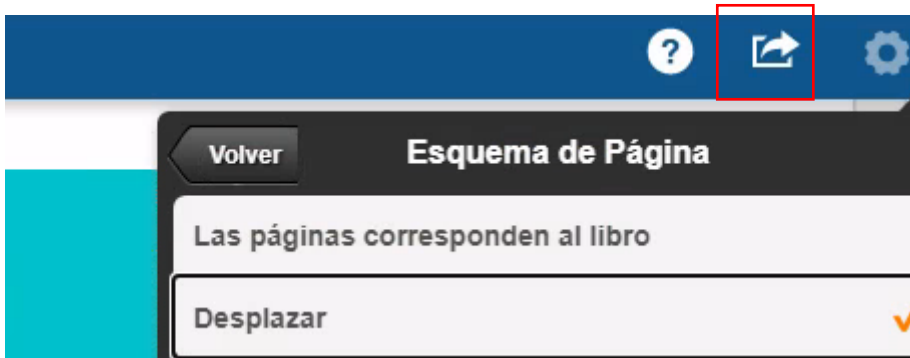 ?
Volver
Esquema de Página
Las páginas corresponden al libro
Desplazar